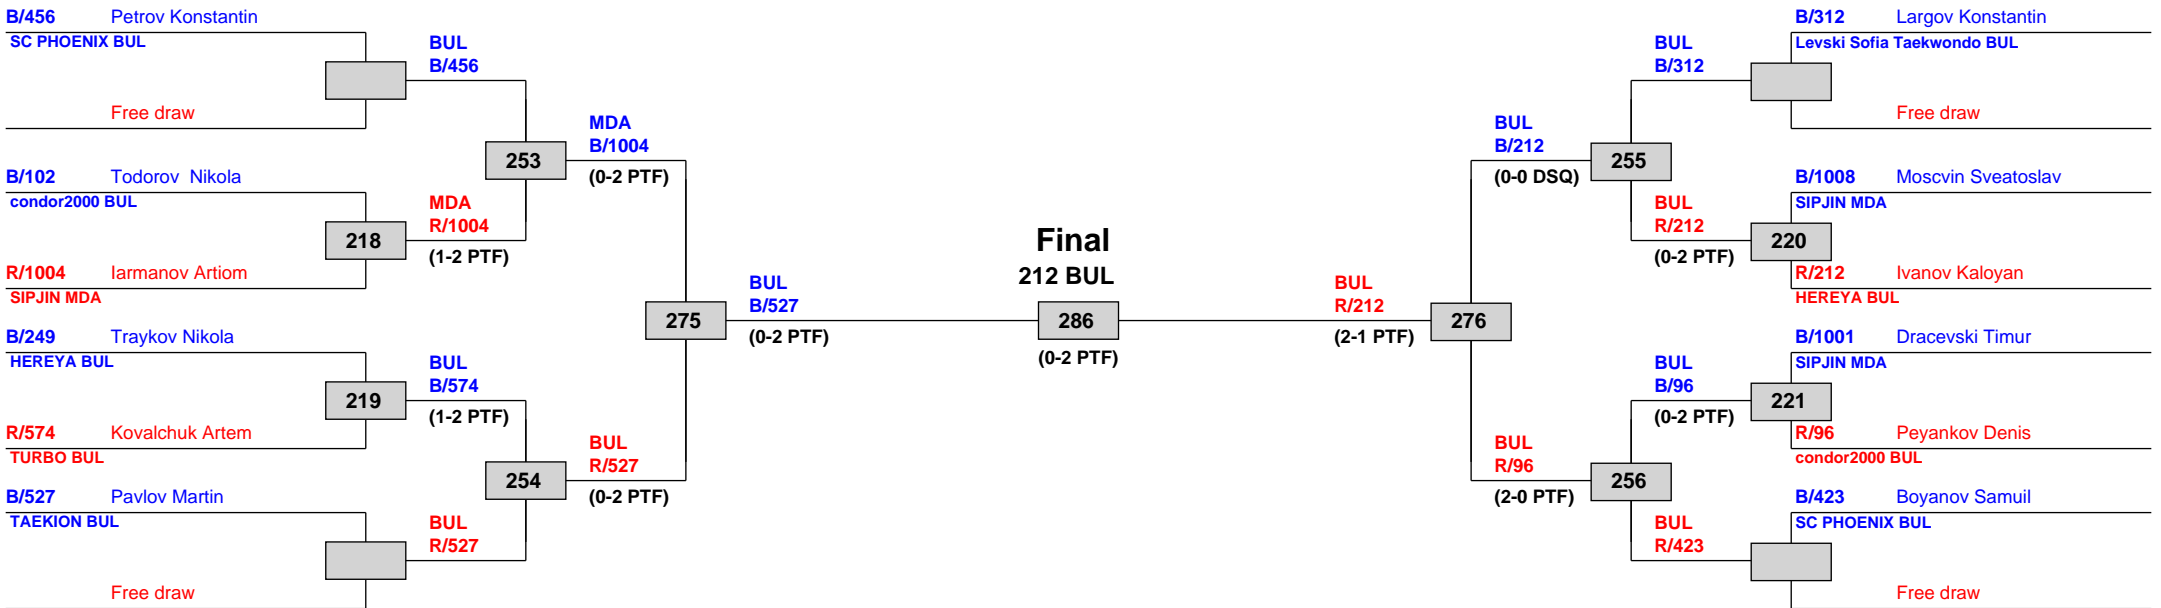 B/456 Petrov Konstantin
SC PHOENIX BUL
Free draw
B/102 Todorov  Nikola
condor2000 BUL
R/1004 Iarmanov Artiom
SIPJIN MDA
B/249 Traykov Nikola
HEREYA BUL
R/574 Kovalchuk Artem
TURBO BUL
B/527 Pavlov Martin
TAEKION BUL
Free draw
218
219
BUL
B/456
MDA
R/1004
(1-2 PTF)
BUL
B/574
(1-2 PTF)
BUL
R/527
253
254
MDA
B/1004
(0-2 PTF)
BUL
R/527
(0-2 PTF)
275
BUL
B/527
(0-2 PTF)
Final
212 BUL
286
(0-2 PTF)
BUL
R/212
(2-1 PTF)
276
BUL
B/212
(0-0 DSQ)
BUL
R/96
(2-0 PTF)
255
256
BUL
B/312
BUL
R/212
(0-2 PTF)
BUL
B/96
(0-2 PTF)
BUL
R/423
220
221
B/312 Largov Konstantin
Levski Sofia Taekwondo BUL
Free draw
B/1008 Moscvin Sveatoslav
SIPJIN MDA
R/212 Ivanov Kaloyan
HEREYA BUL
B/1001 Dracevski Timur
SIPJIN MDA
R/96 Peyankov Denis
condor2000 BUL
B/423 Boyanov Samuil
SC PHOENIX BUL
Free draw